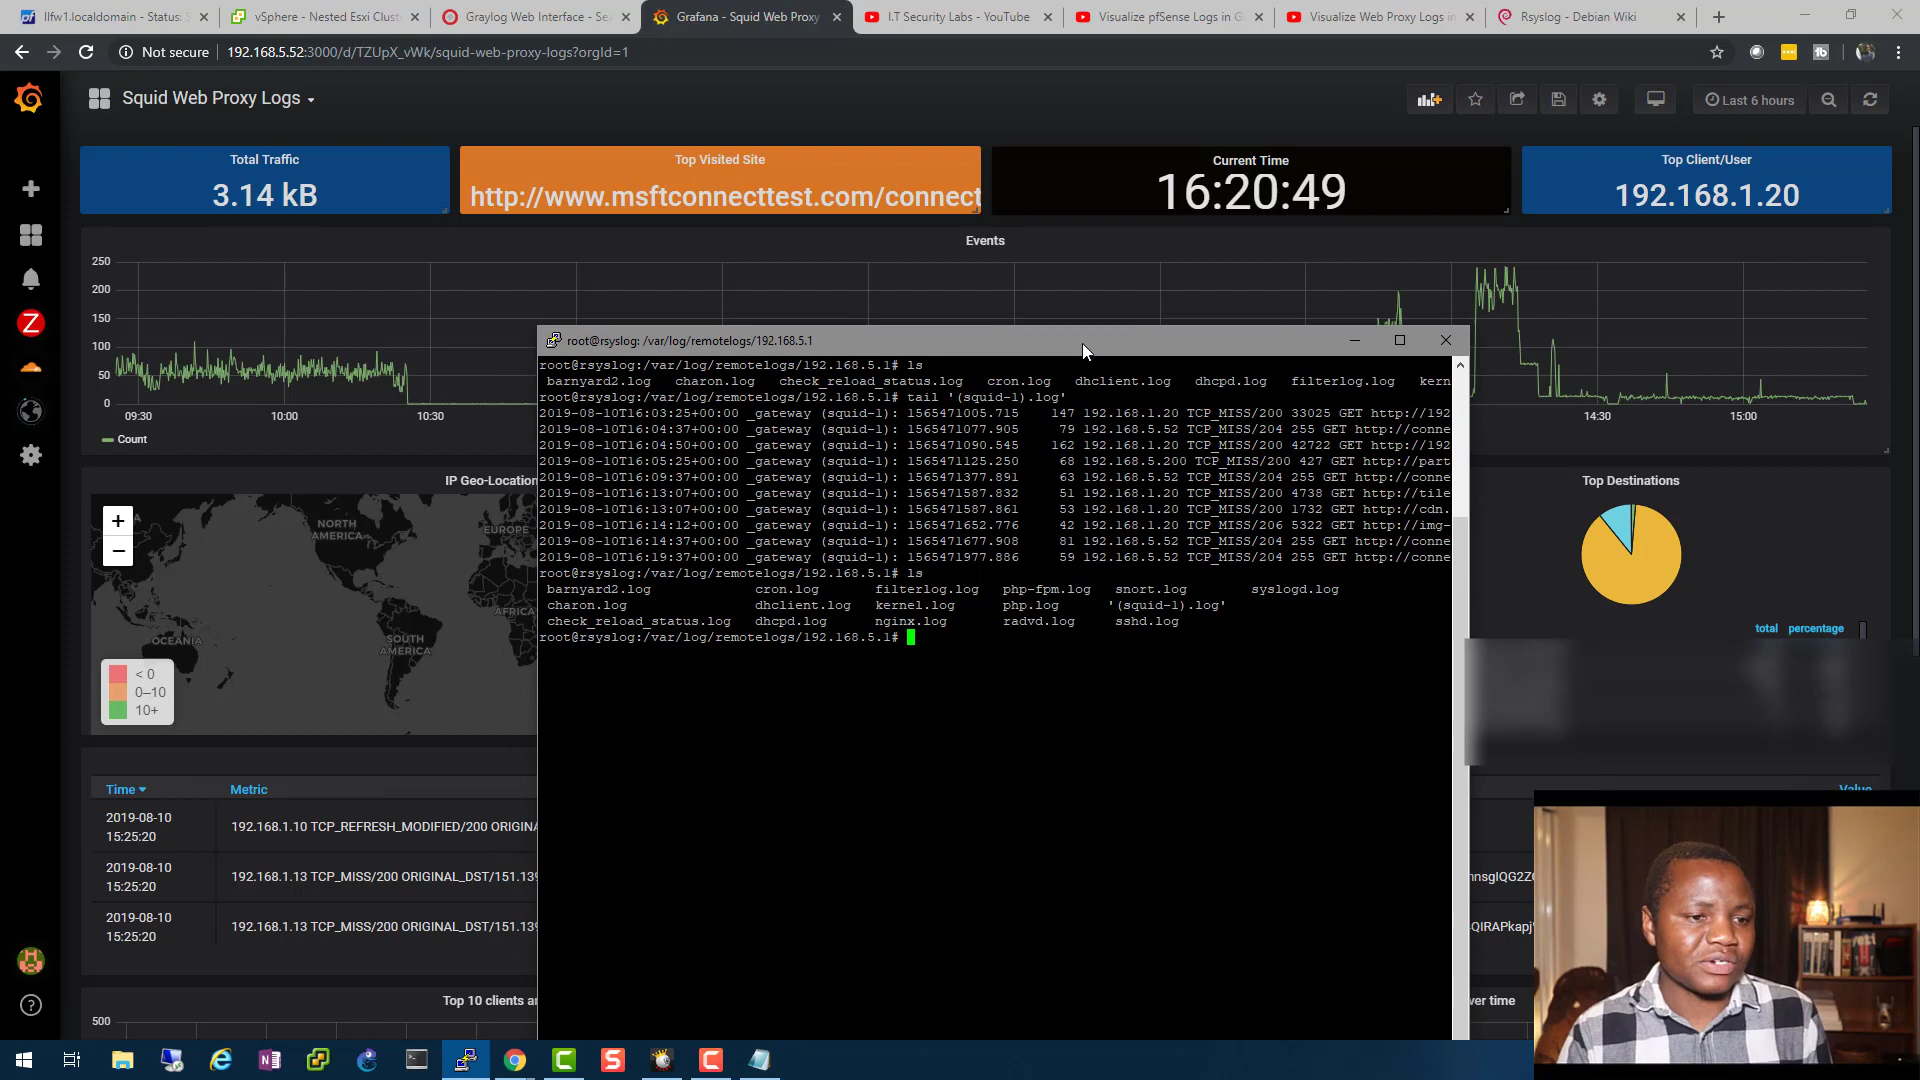 llfw1.localdomain - Status: S
vSphere - Nested Esxi Clust
Graylog Web Interface - Sea
Grafana - Squid Web Proxy
I.T Security Labs - YouTube
Visualize pfSense Logs in G
Visualize Web Proxy Logs in
Rsyslog - Debian Wiki
Not secure
192.168.5.52:3000/d/TZUpX_vWk/squid-web-proxy-logs?orgId=1
Squid Web Proxy Logs
Last 6 hours
Total Traffic
3.14 kB
Top Visited Site
http://www.msftconnecttest.com/connect
Current Time
16:20:49
Top Client/User
192.168.1.20
Events
250
200
150
100
50
0
09:30
10:00
10:30
14:30
15:00
Count
root@rsyslog: /var/log/remotelogs/192.168.5.1
root@rsyslog:/var/log/remotelogs/192.168.5.1# ls
barnyard2.log charon.log check_reload_status.log cron.log dhclient.log dhcpd.log filterlog.log kern
root@rsyslog:/var/log/remotelogs/192.168.5.1# tail '(squid-1).log'
2019-08-10T16:03:25+00:00 _gateway (squid-1): 1565471005.715 147 192.168.1.20 TCP_MISS/200 33025 GET http://192
2019-08-10T16:04:37+00:00 _gateway (squid-1): 1565471077.905 79 192.168.5.52 TCP_MISS/204 255 GET http://conne
2019-08-10T16:04:50+00:00 _gateway (squid-1): 1565471090.545 162 192.168.1.20 TCP_MISS/200 42722 GET http://192
2019-08-10T16:05:25+00:00 _gateway (squid-1): 1565471125.250 68 192.168.5.200 TCP_MISS/200 427 GET http://part
2019-08-10T16:09:37+00:00 _gateway (squid-1): 1565471377.891 63 192.168.5.52 TCP_MISS/204 255 GET http://conne
2019-08-10T16:13:07+00:00 _gateway (squid-1): 1565471587.832 51 192.168.1.20 TCP_MISS/200 4738 GET http://tile
2019-08-10T16:13:07+00:00 _gateway (squid-1): 1565471587.861 53 192.168.1.20 TCP_MISS/200 1732 GET http://cdn.
2019-08-10T16:14:12+00:00 _gateway (squid-1): 1565471652.776 42 192.168.1.20 TCP_MISS/206 5322 GET http://img-
2019-08-10T16:14:37+00:00 _gateway (squid-1): 1565471677.908 81 192.168.5.52 TCP_MISS/204 255 GET http://conne
2019-08-10T16:19:37+00:00 _gateway (squid-1): 1565471977.886 59 192.168.5.52 TCP_MISS/204 255 GET http://conne
root@rsyslog:/var/log/remotelogs/192.168.5.1# ls
barnyard2.log cron.log filterlog.log php-fpm.log snort.log syslogd.log
charon.log dhclient.log kernel.log php.log '(squid-1).log'
check_reload_status.log dhcpd.log nginx.log radvd.log sshd.log
root@rsyslog:/var/log/remotelogs/192.168.5.1#
IP Geo-Location
NORTH AMERICA
EUROPE
AFRICA
OCEANIA
SOUTH AMERICA
+
−
< 0
0–10
10+
Top Destinations
total percentage
Time Metric Value
2019-08-10 15:25:20
192.168.1.10 TCP_REFRESH_MODIFIED/200 ORIGINA
2019-08-10 15:25:20
192.168.1.13 TCP_MISS/200 ORIGINAL_DST/151.139
nnsgIQG2Z
2019-08-10 15:25:20
192.168.1.13 TCP_MISS/200 ORIGINAL_DST/151.139
QIRAPkapj
Top 10 clients an
ver time
500